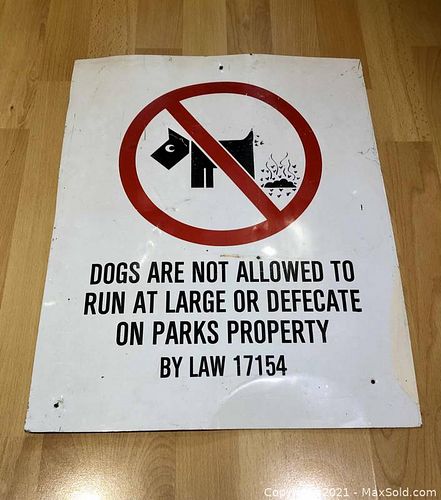 DOGS ARE NOT ALLOWED TO
RUN AT LARGE OR DEFECATE
ON PARKS PROPERTY
BY LAW 17154
Copyright 2021 - MaxSold.com